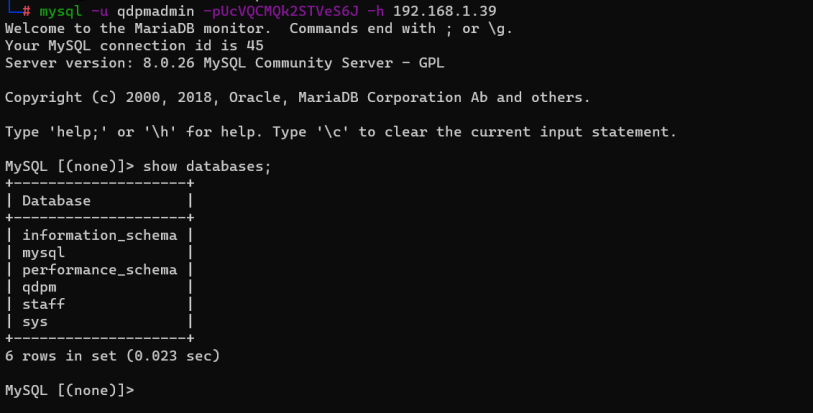 # mysql -u qdpmadmin -pUcVQCMQk2STVeS6J -h 192.168.1.39
Welcome to the MariaDB monitor.  Commands end with ; or \g.
Your MySQL connection id is 45
Server version: 8.0.26 MySQL Community Server - GPL

Copyright (c) 2000, 2018, Oracle, MariaDB Corporation Ab and others.

Type 'help;' or '\h' for help. Type '\c' to clear the current input statement.

MySQL [(none)]> show databases;
+--------------------+
| Database           |
+--------------------+
| information_schema |
| mysql              |
| performance_schema |
| qdpm               |
| staff              |
| sys                |
+--------------------+
6 rows in set (0.023 sec)

MySQL [(none)]>